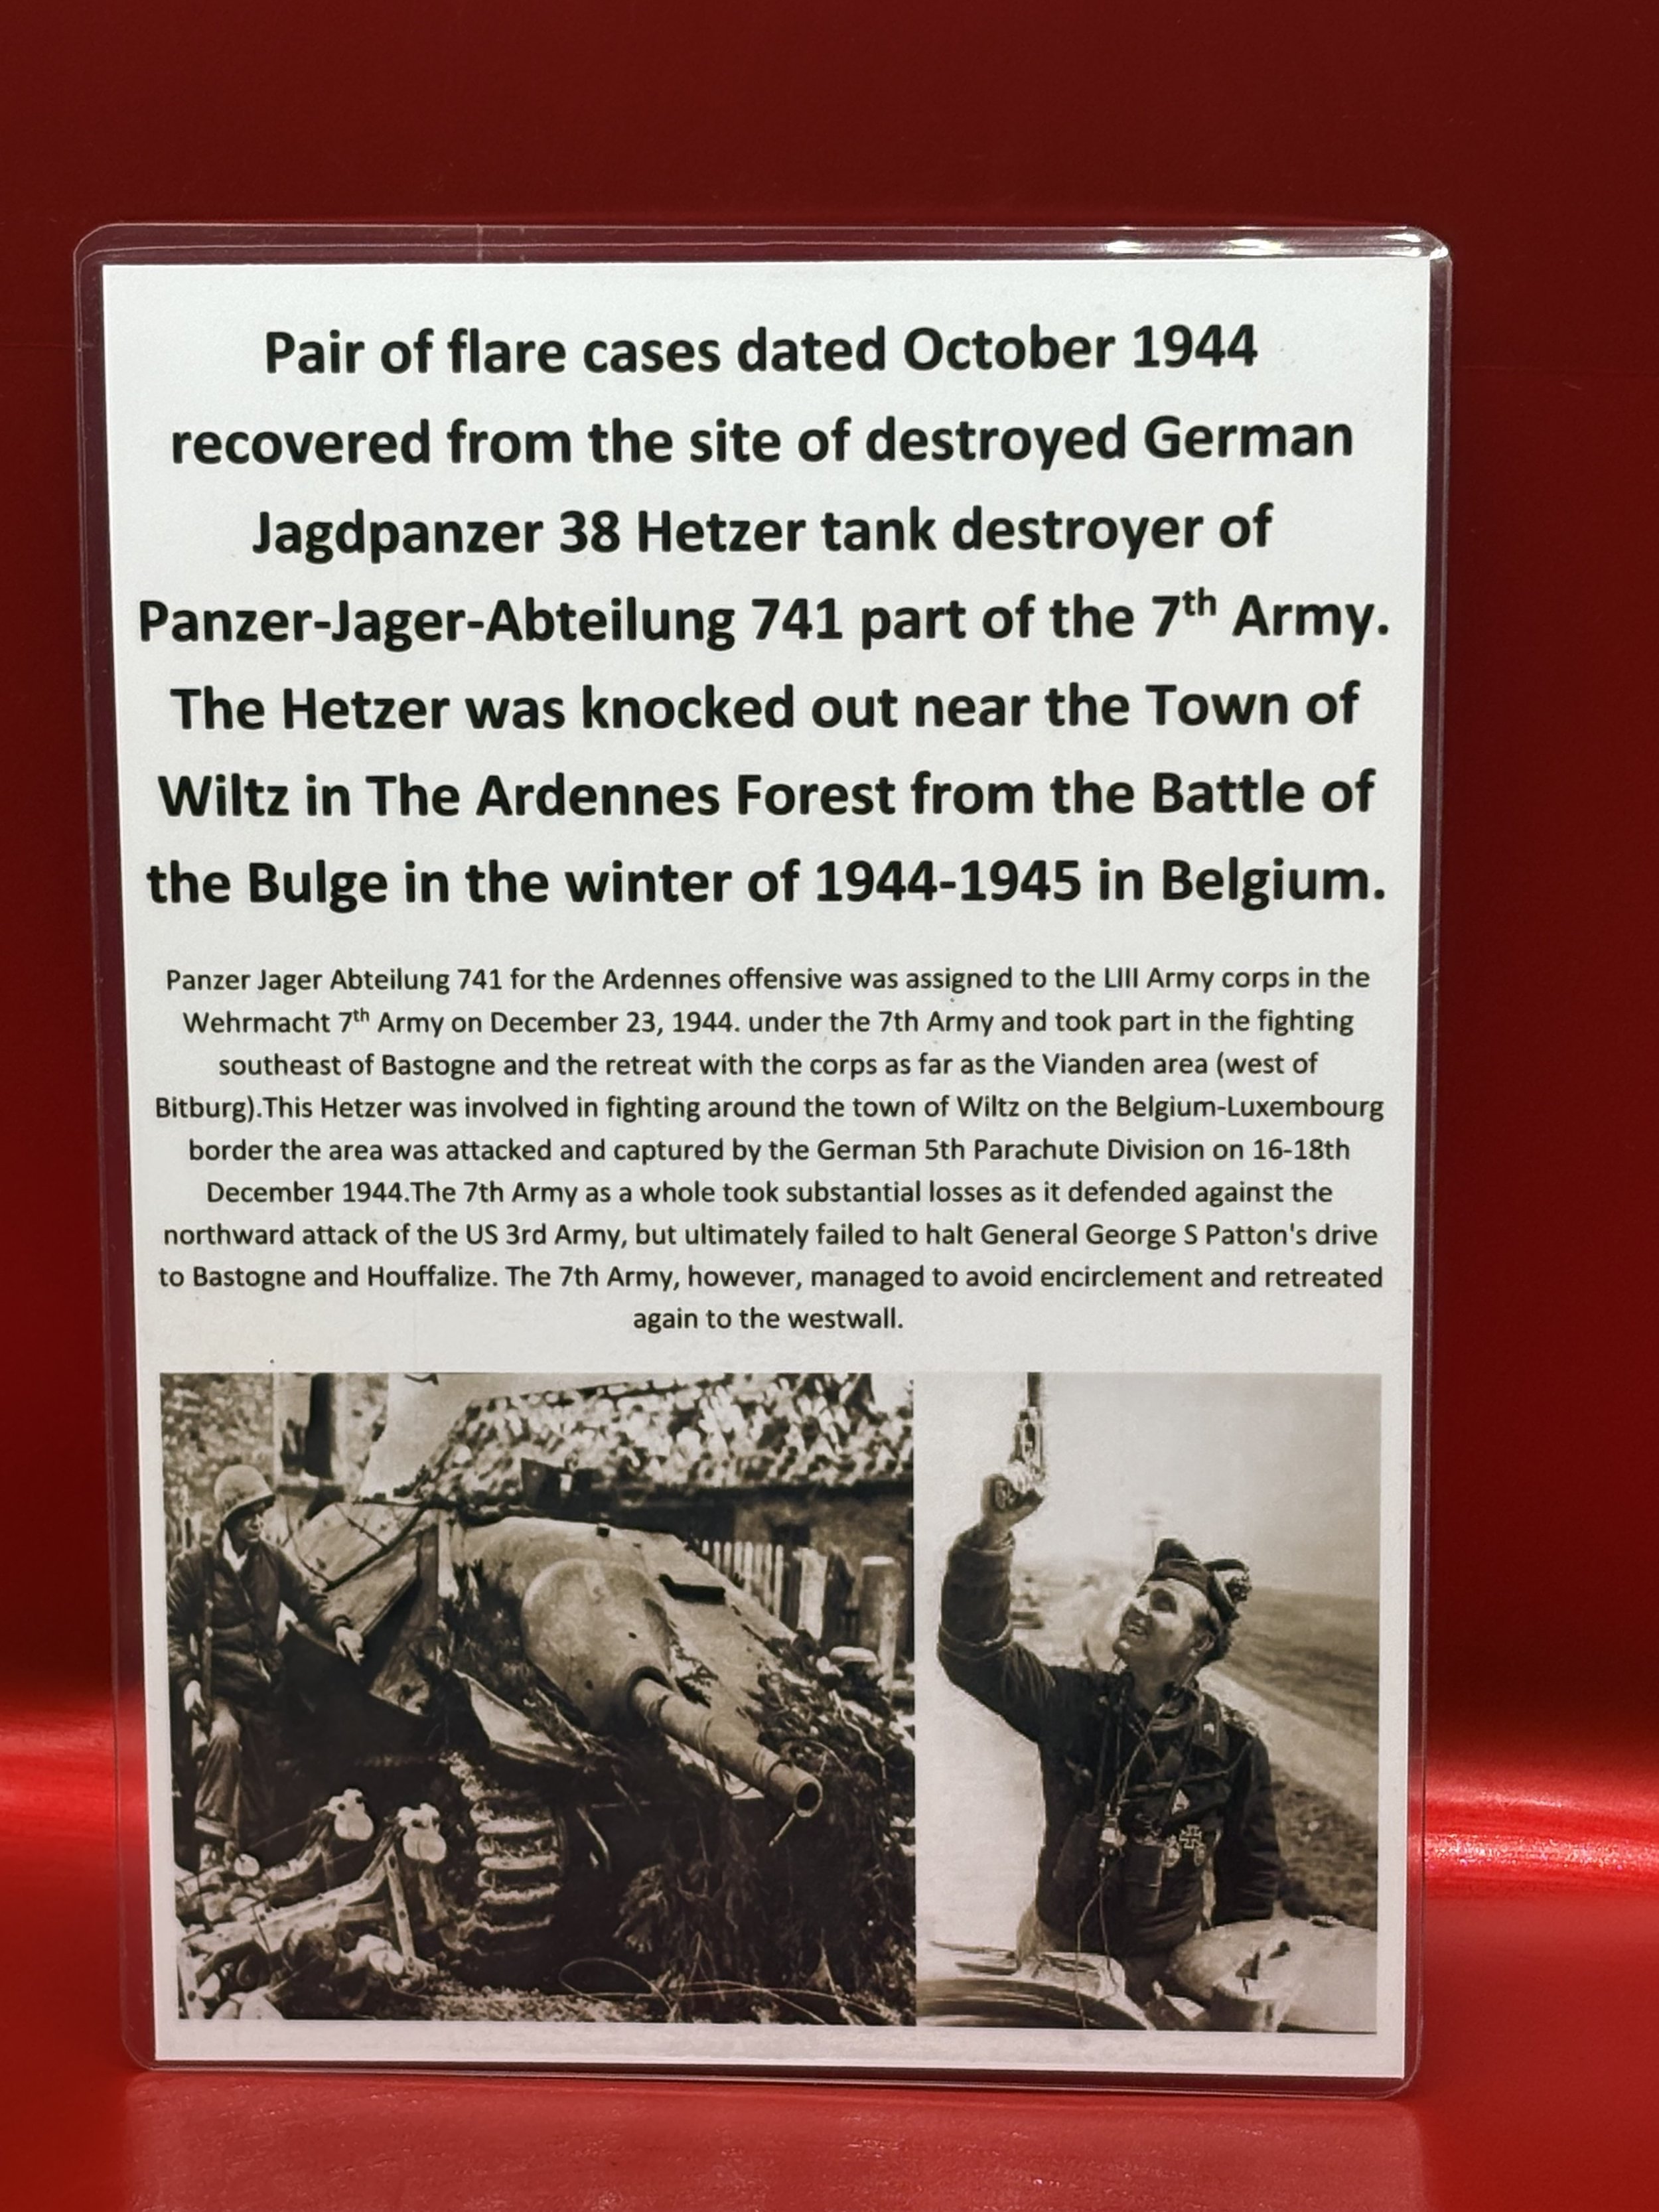 Pair of flare cases dated October 1944
recovered from the site of destroyed German
Jagdpanzer 38 Hetzer tank destroyer of
Panzer-Jager-Abteilung 741 part of the 7th Army.
The Hetzer was knocked out near the Town of
Wiltz in The Ardennes Forest from the Battle of
the Bulge in the winter of 1944-1945 in Belgium.
Panzer Jager Abteilung 741 for the Ardennes offensive was assigned to the LIII Army corps in the
Wehrmacht 7th Army on December 23, 1944. under the 7th Army and took part in the fighting
southeast of Bastogne and the retreat with the corps as far as the Vianden area (west of
Bitburg).This Hetzer was involved in fighting around the town of Wiltz on the Belgium-Luxembourg
border the area was attacked and captured by the German 5th Parachute Division on 16-18th
December 1944.The 7th Army as a whole took substantial losses as it defended against the
northward attack of the US 3rd Army, but ultimately failed to halt General George S Patton's drive
to Bastogne and Houffalize. The 7th Army, however, managed to avoid encirclement and retreated
again to the westwall.